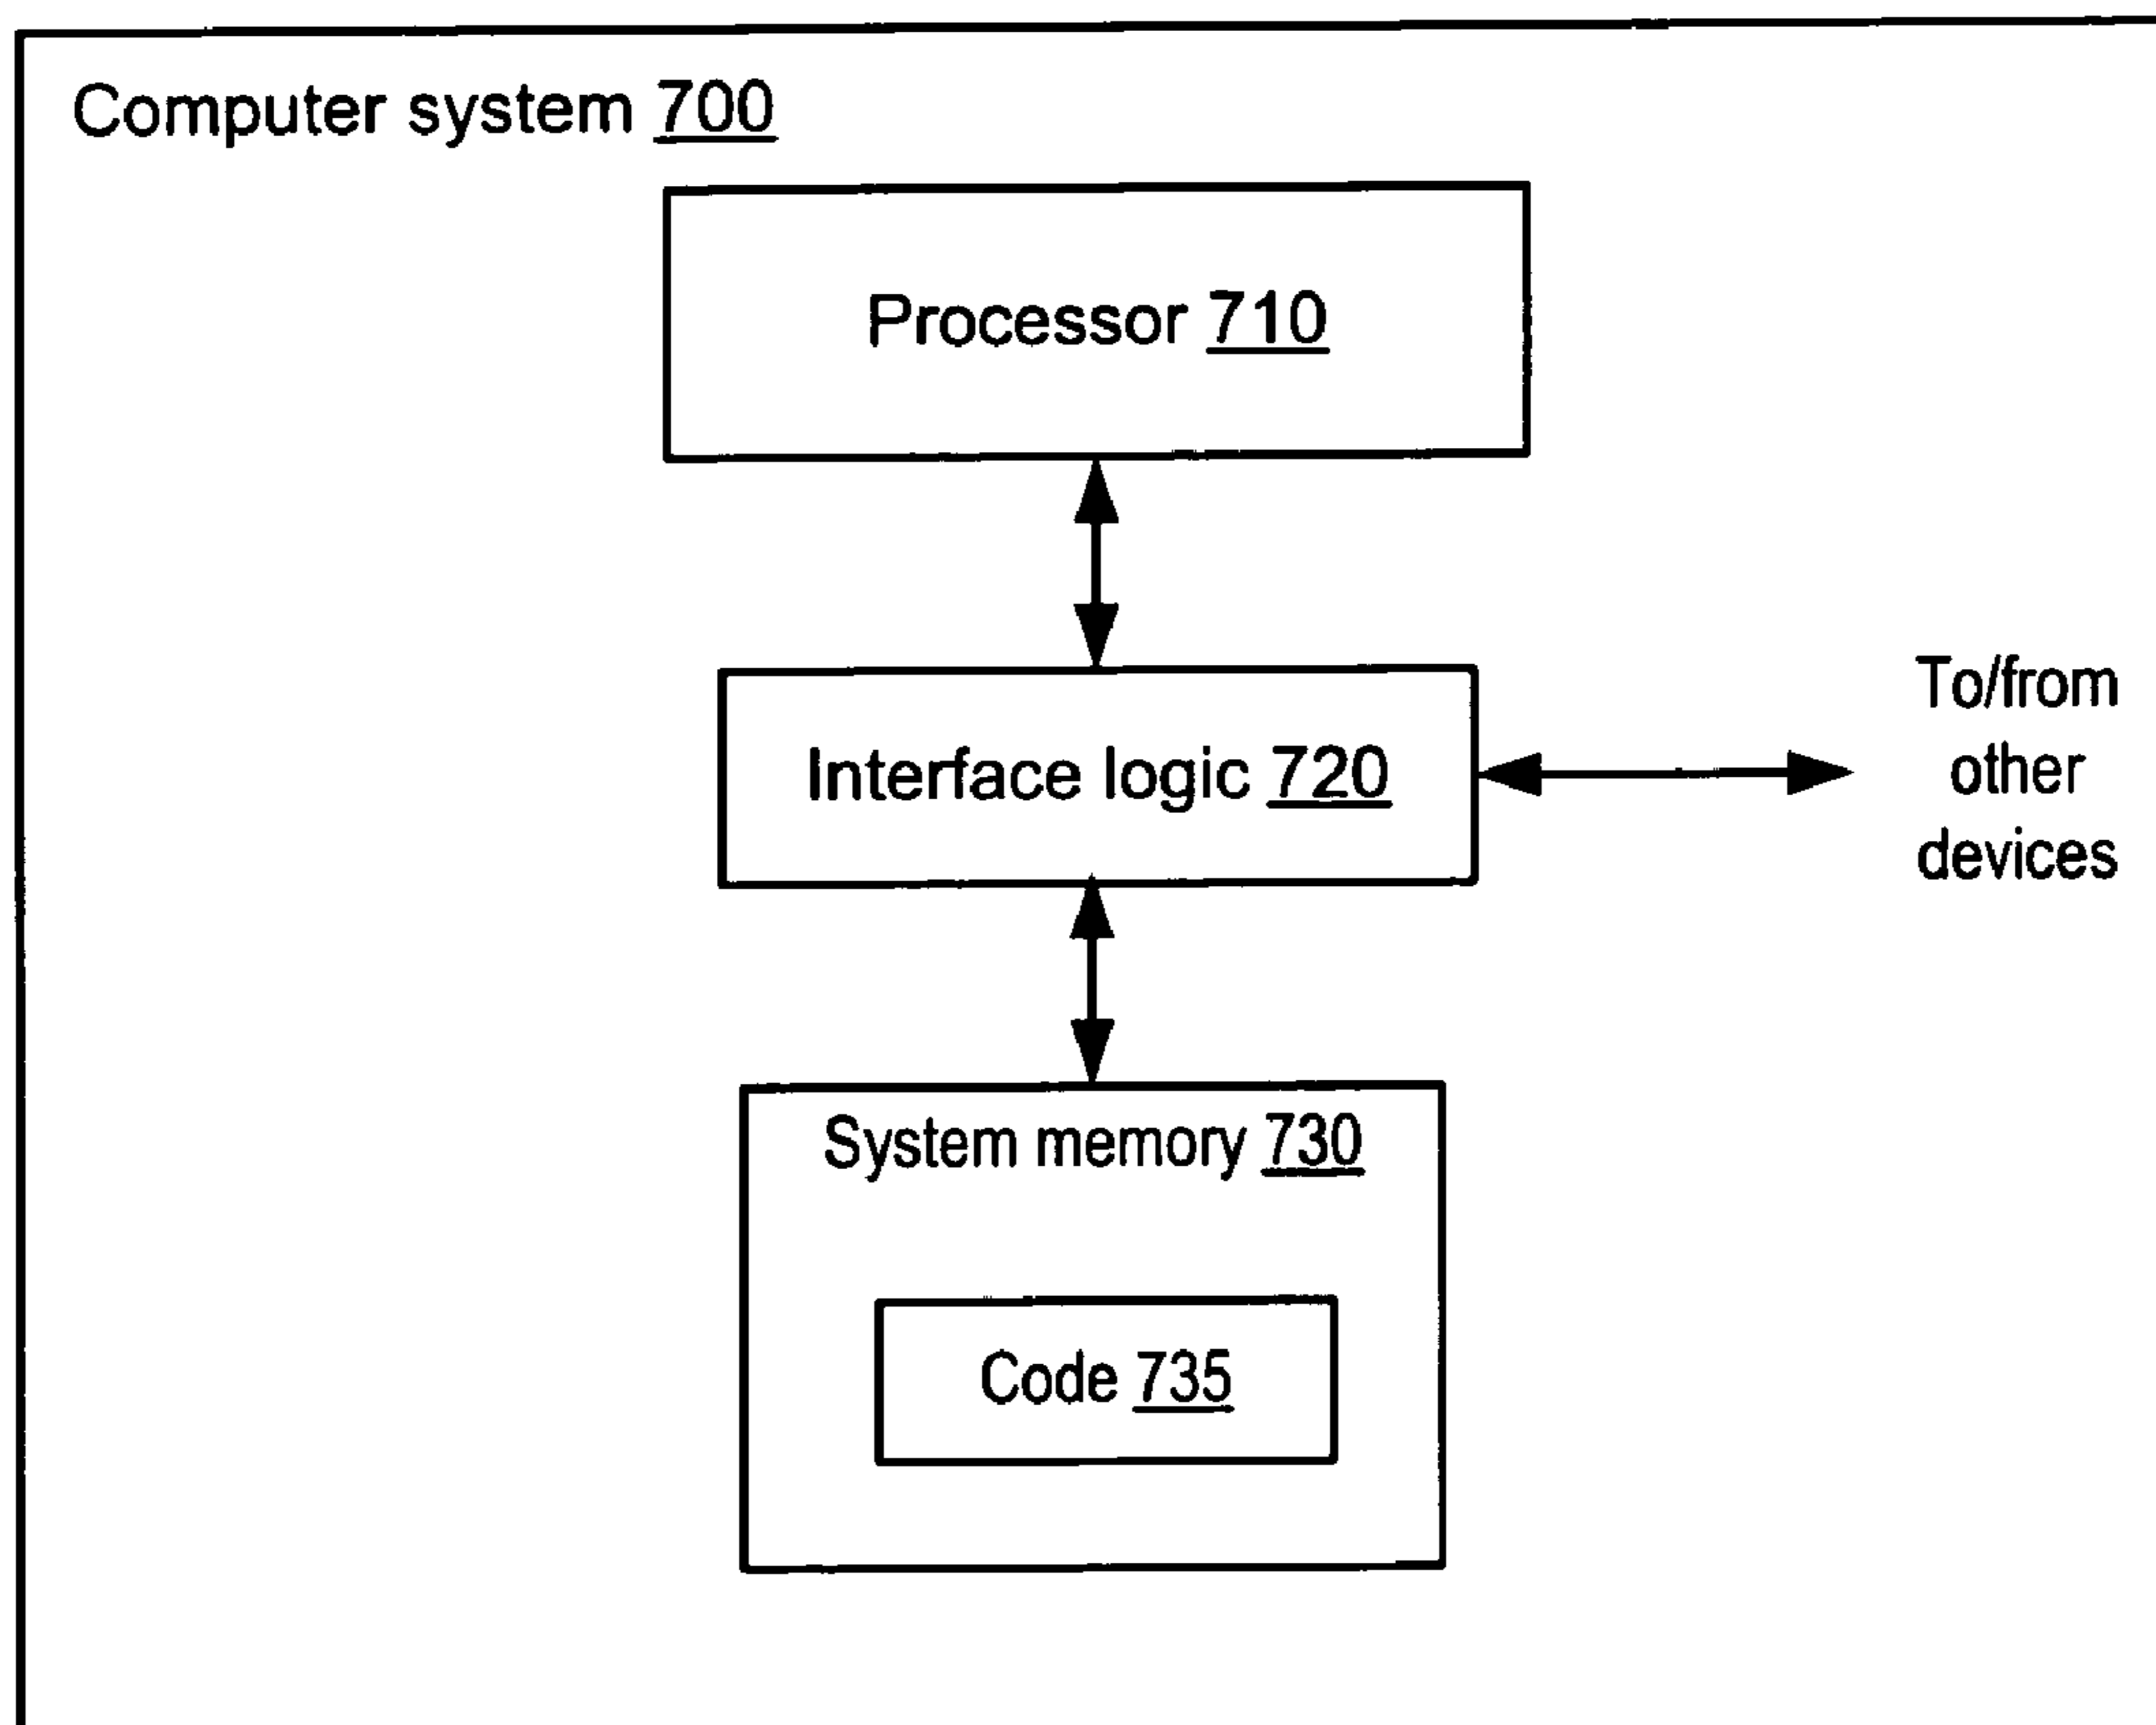 Computer system 700
Processor 710
Interface logic 720
To/from
other
devices
System memory 730
Code 735